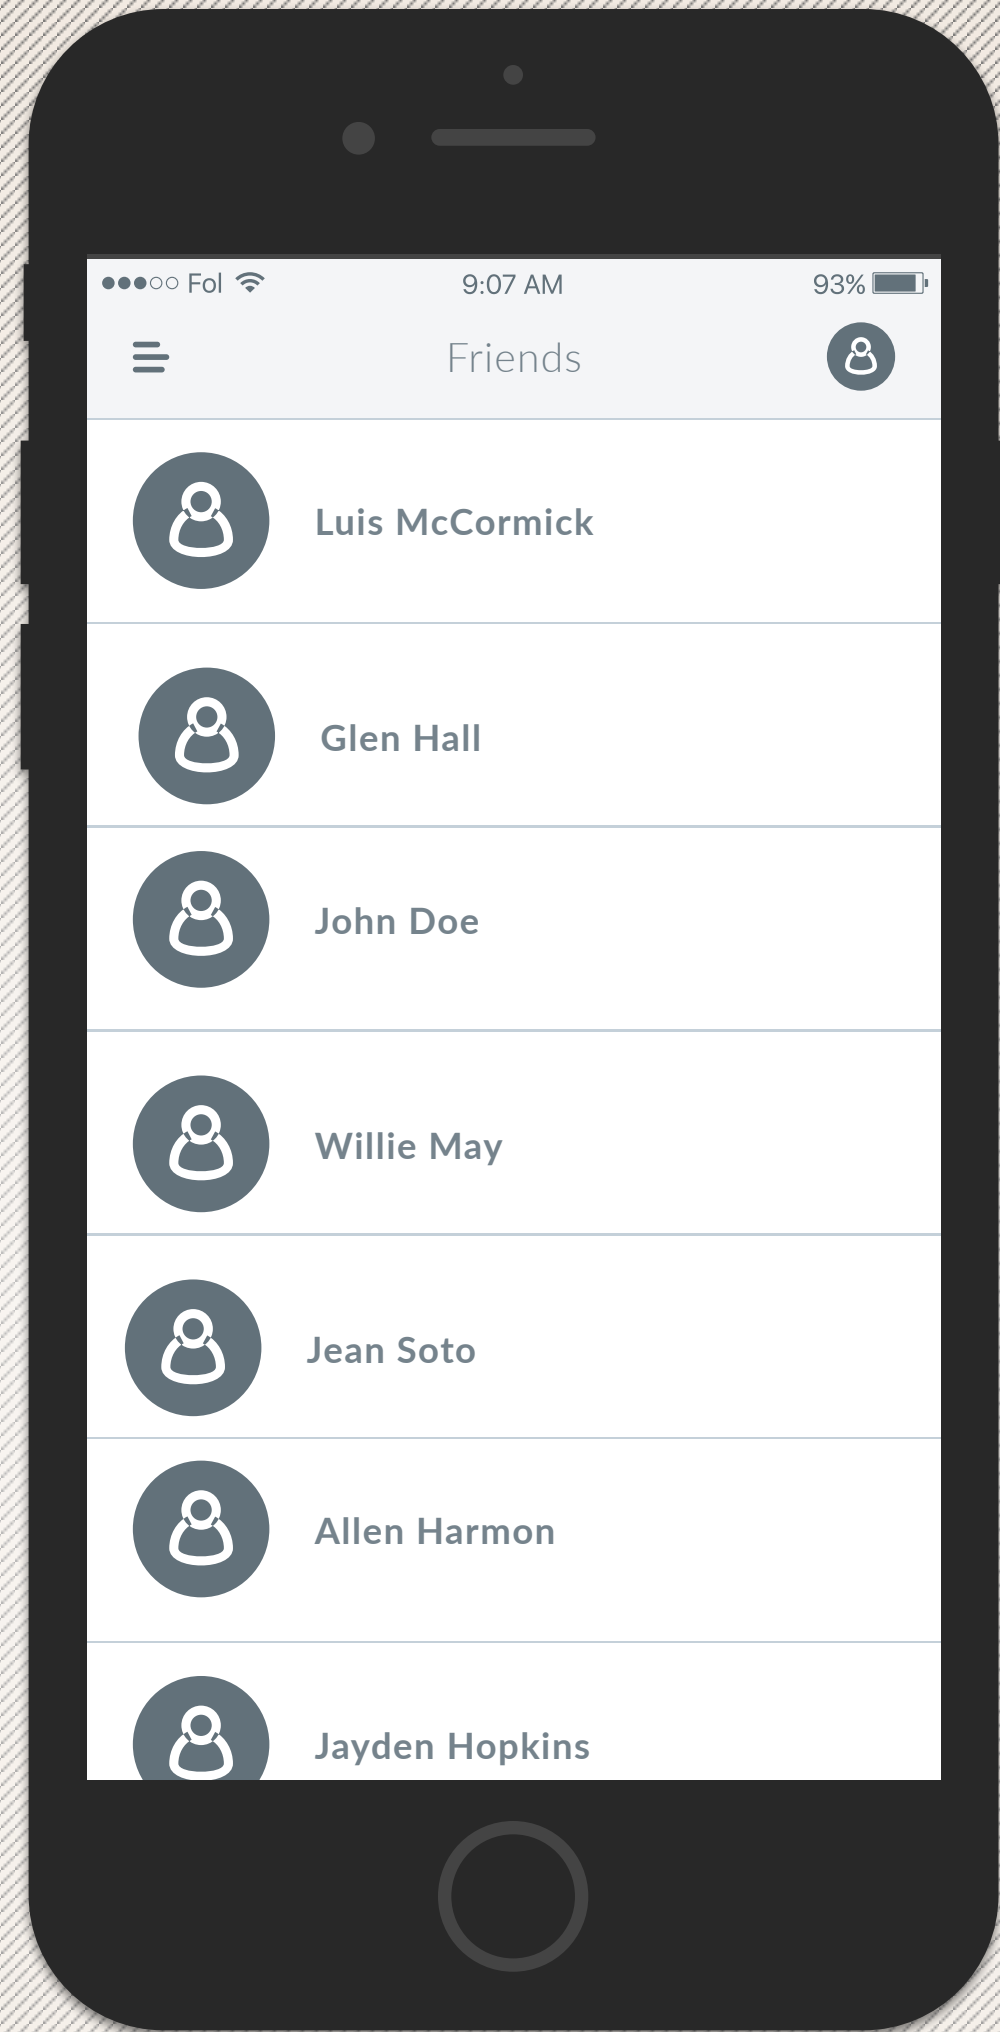 Fol 9:07 AM 93%
Friends
Luis McCormick
Glen Hall
John Doe
Willie May
Jean Soto
Allen Harmon
Jayden Hopkins